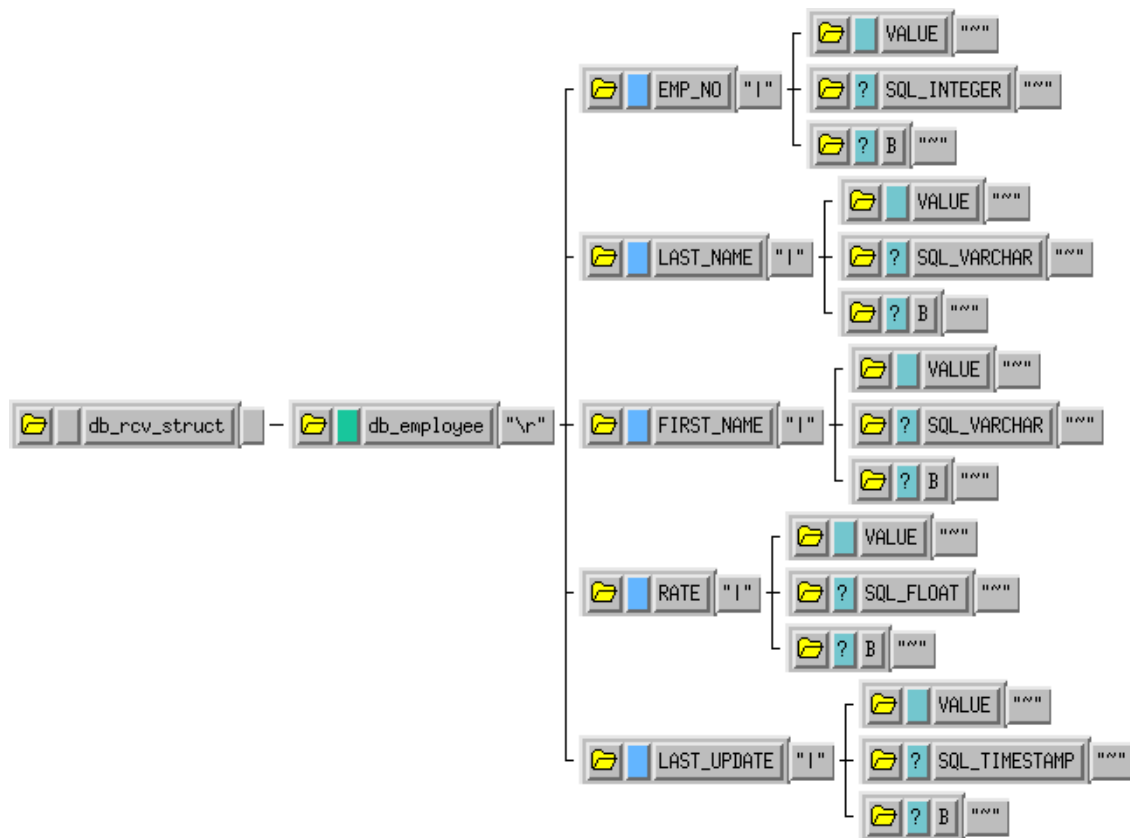 VALUE "~"
EMP_NO "|" ? SQL_INTEGER "~"
? B "~"
VALUE "~"
LAST_NAME "|" ? SQL_VARCHAR "~"
? B "~"
VALUE "~"
db_rcv_struct db_employee "\r" FIRST_NAME "|" ? SQL_VARCHAR "~"
? B "~"
VALUE "~"
RATE "|" ? SQL_FLOAT "~"
? B "~"
VALUE "~"
LAST_UPDATE "|" ? SQL_TIMESTAMP "~"
? B "~"